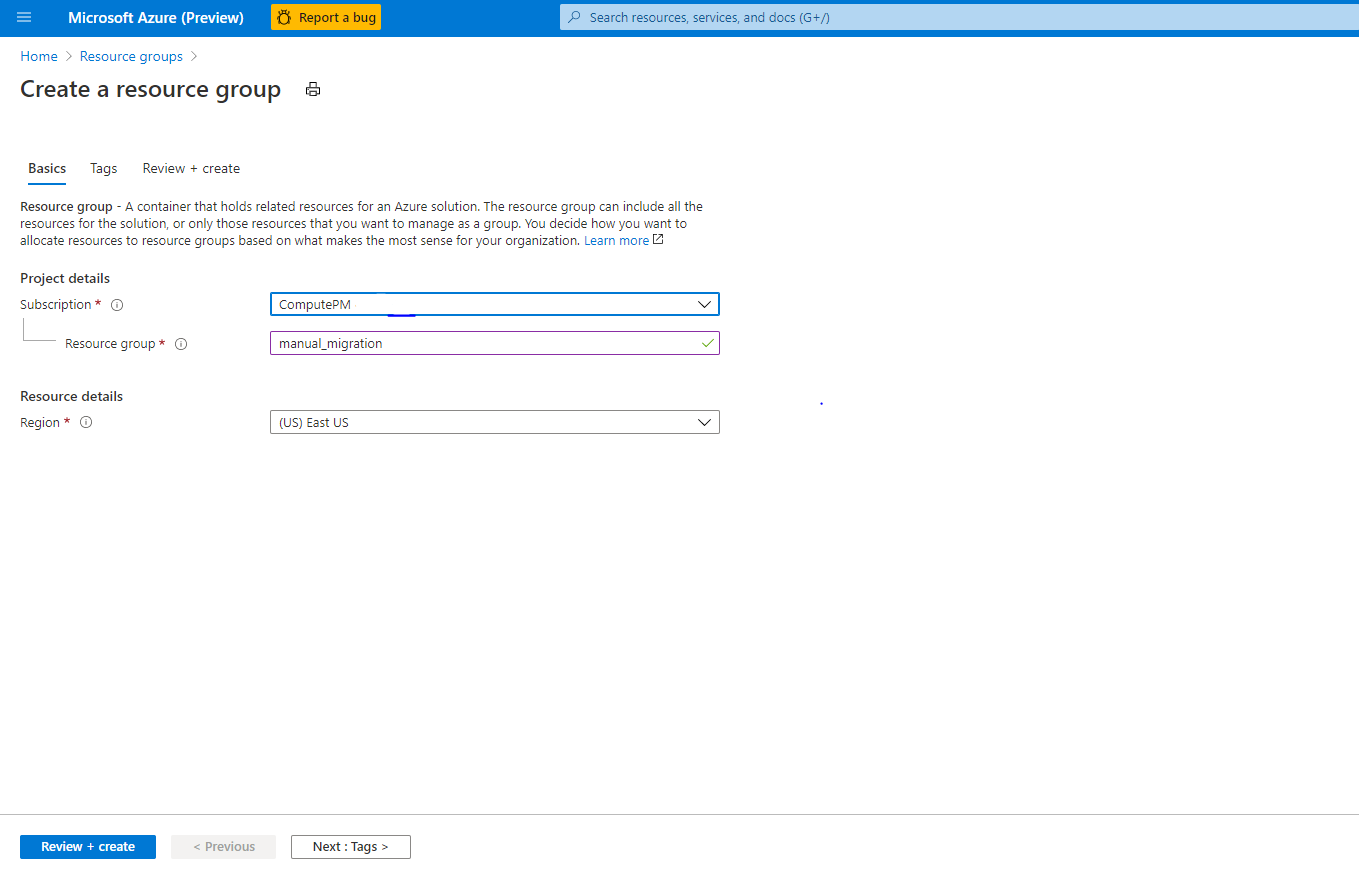 Microsoft Azure (Preview) Report a bug Search resources, services, and docs (G+/)
Home > Resource groups >
Create a resource group
Basics Tags Review + create
Resource group - A container that holds related resources for an Azure solution. The resource group can include all the
resources for the solution, or only those resources that you want to manage as a group. You decide how you want to
allocate resources to resource groups based on what makes the most sense for your organization. Learn more
Project details
Subscription * ComputePM
Resource group * manual_migration
Resource details
Region * (US) East US
Review + create < Previous Next : Tags >